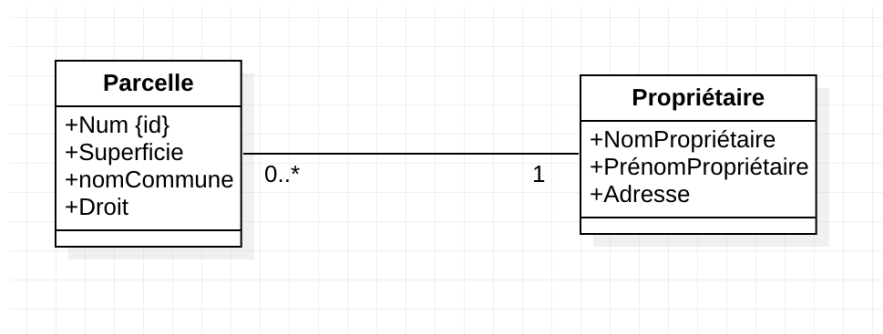 Parcelle
+Num {id}
+Superficie
+nomCommune
+Droit
0..*
1
Propriétaire
+NomPropriétaire
+PrénomPropriétaire
+Adresse